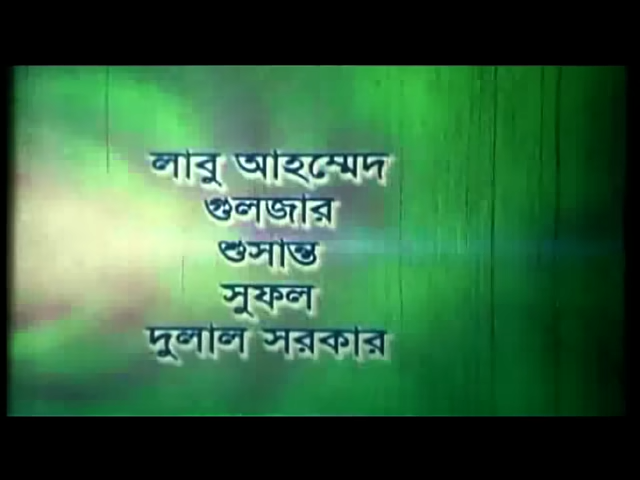 লাবু আহম্মেদ
গুলজার
শুসান্ত
সুফল
দুলাল সরকার